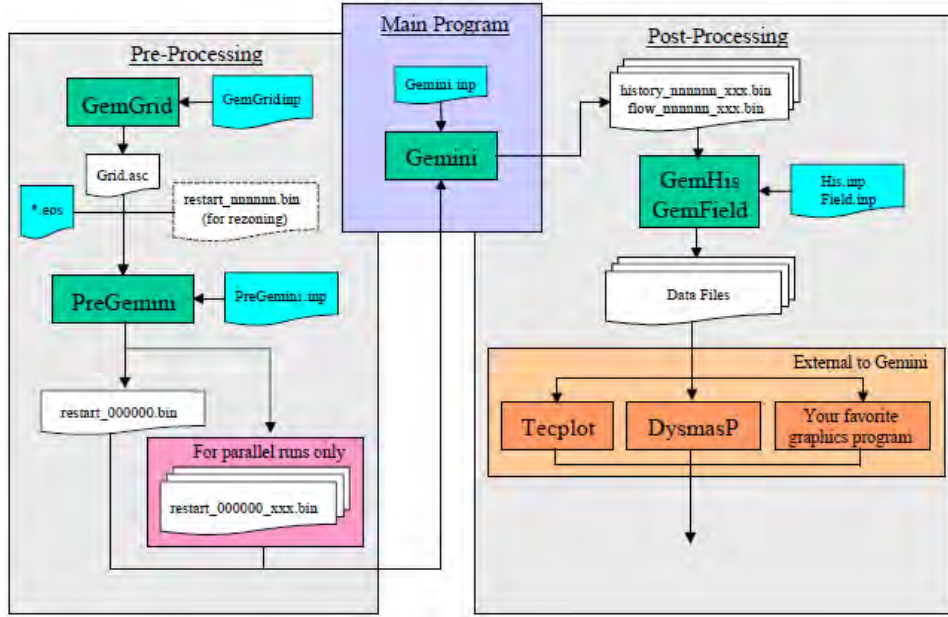 Pre-Processing
GemGrid
GemGrid.inp
Grid.asc
*.eos
restart_nnnnnn.bin
(for rezoning)
PreGemini
PreGemini.inp
restart_000000.bin
For parallel runs only
restart_000000_xxx.bin
Main Program
Gemini.inp
Gemini
Post-Processing
history_nnnnnn_xxx.bin
flow_nnnnnn_xxx.bin
GemHis
GemField
His.inp
Field.inp
Data Files
External to Gemini
Tecplot
DysmasP
Your favorite
graphics program